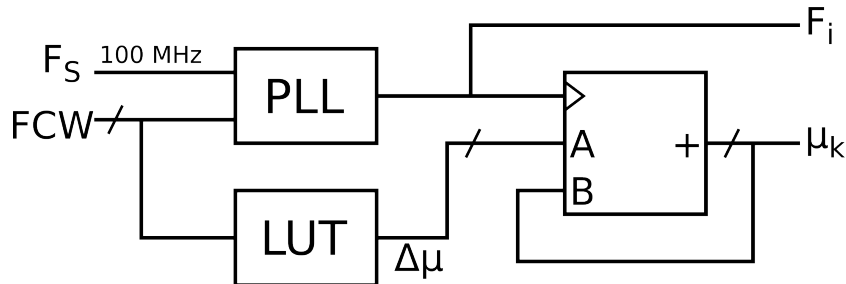 F_S 100 MHz
FCW
PLL
LUT
Δμ
A
B
+
F_i
μ_k